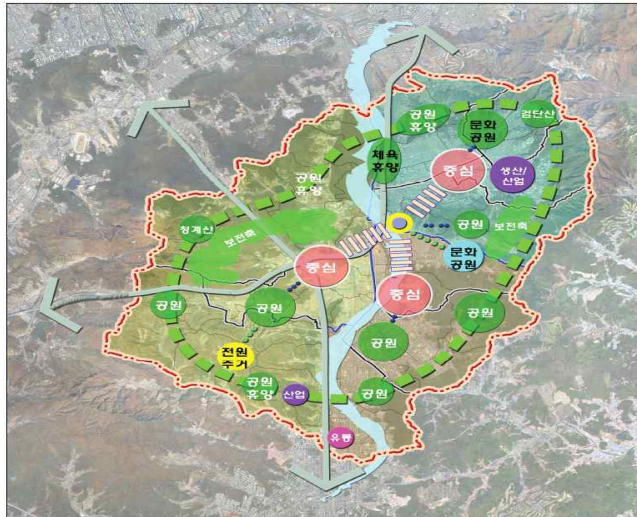 공원
휴양
문화
공원
검단산
체육
휴양
중심
생산/
산업
공원
휴양
청계산
보전축
공원
보전축
문화
공원
중심
중심
공원
공원
공원
공원
전원
주거
공원
휴양
산업
공원
유통